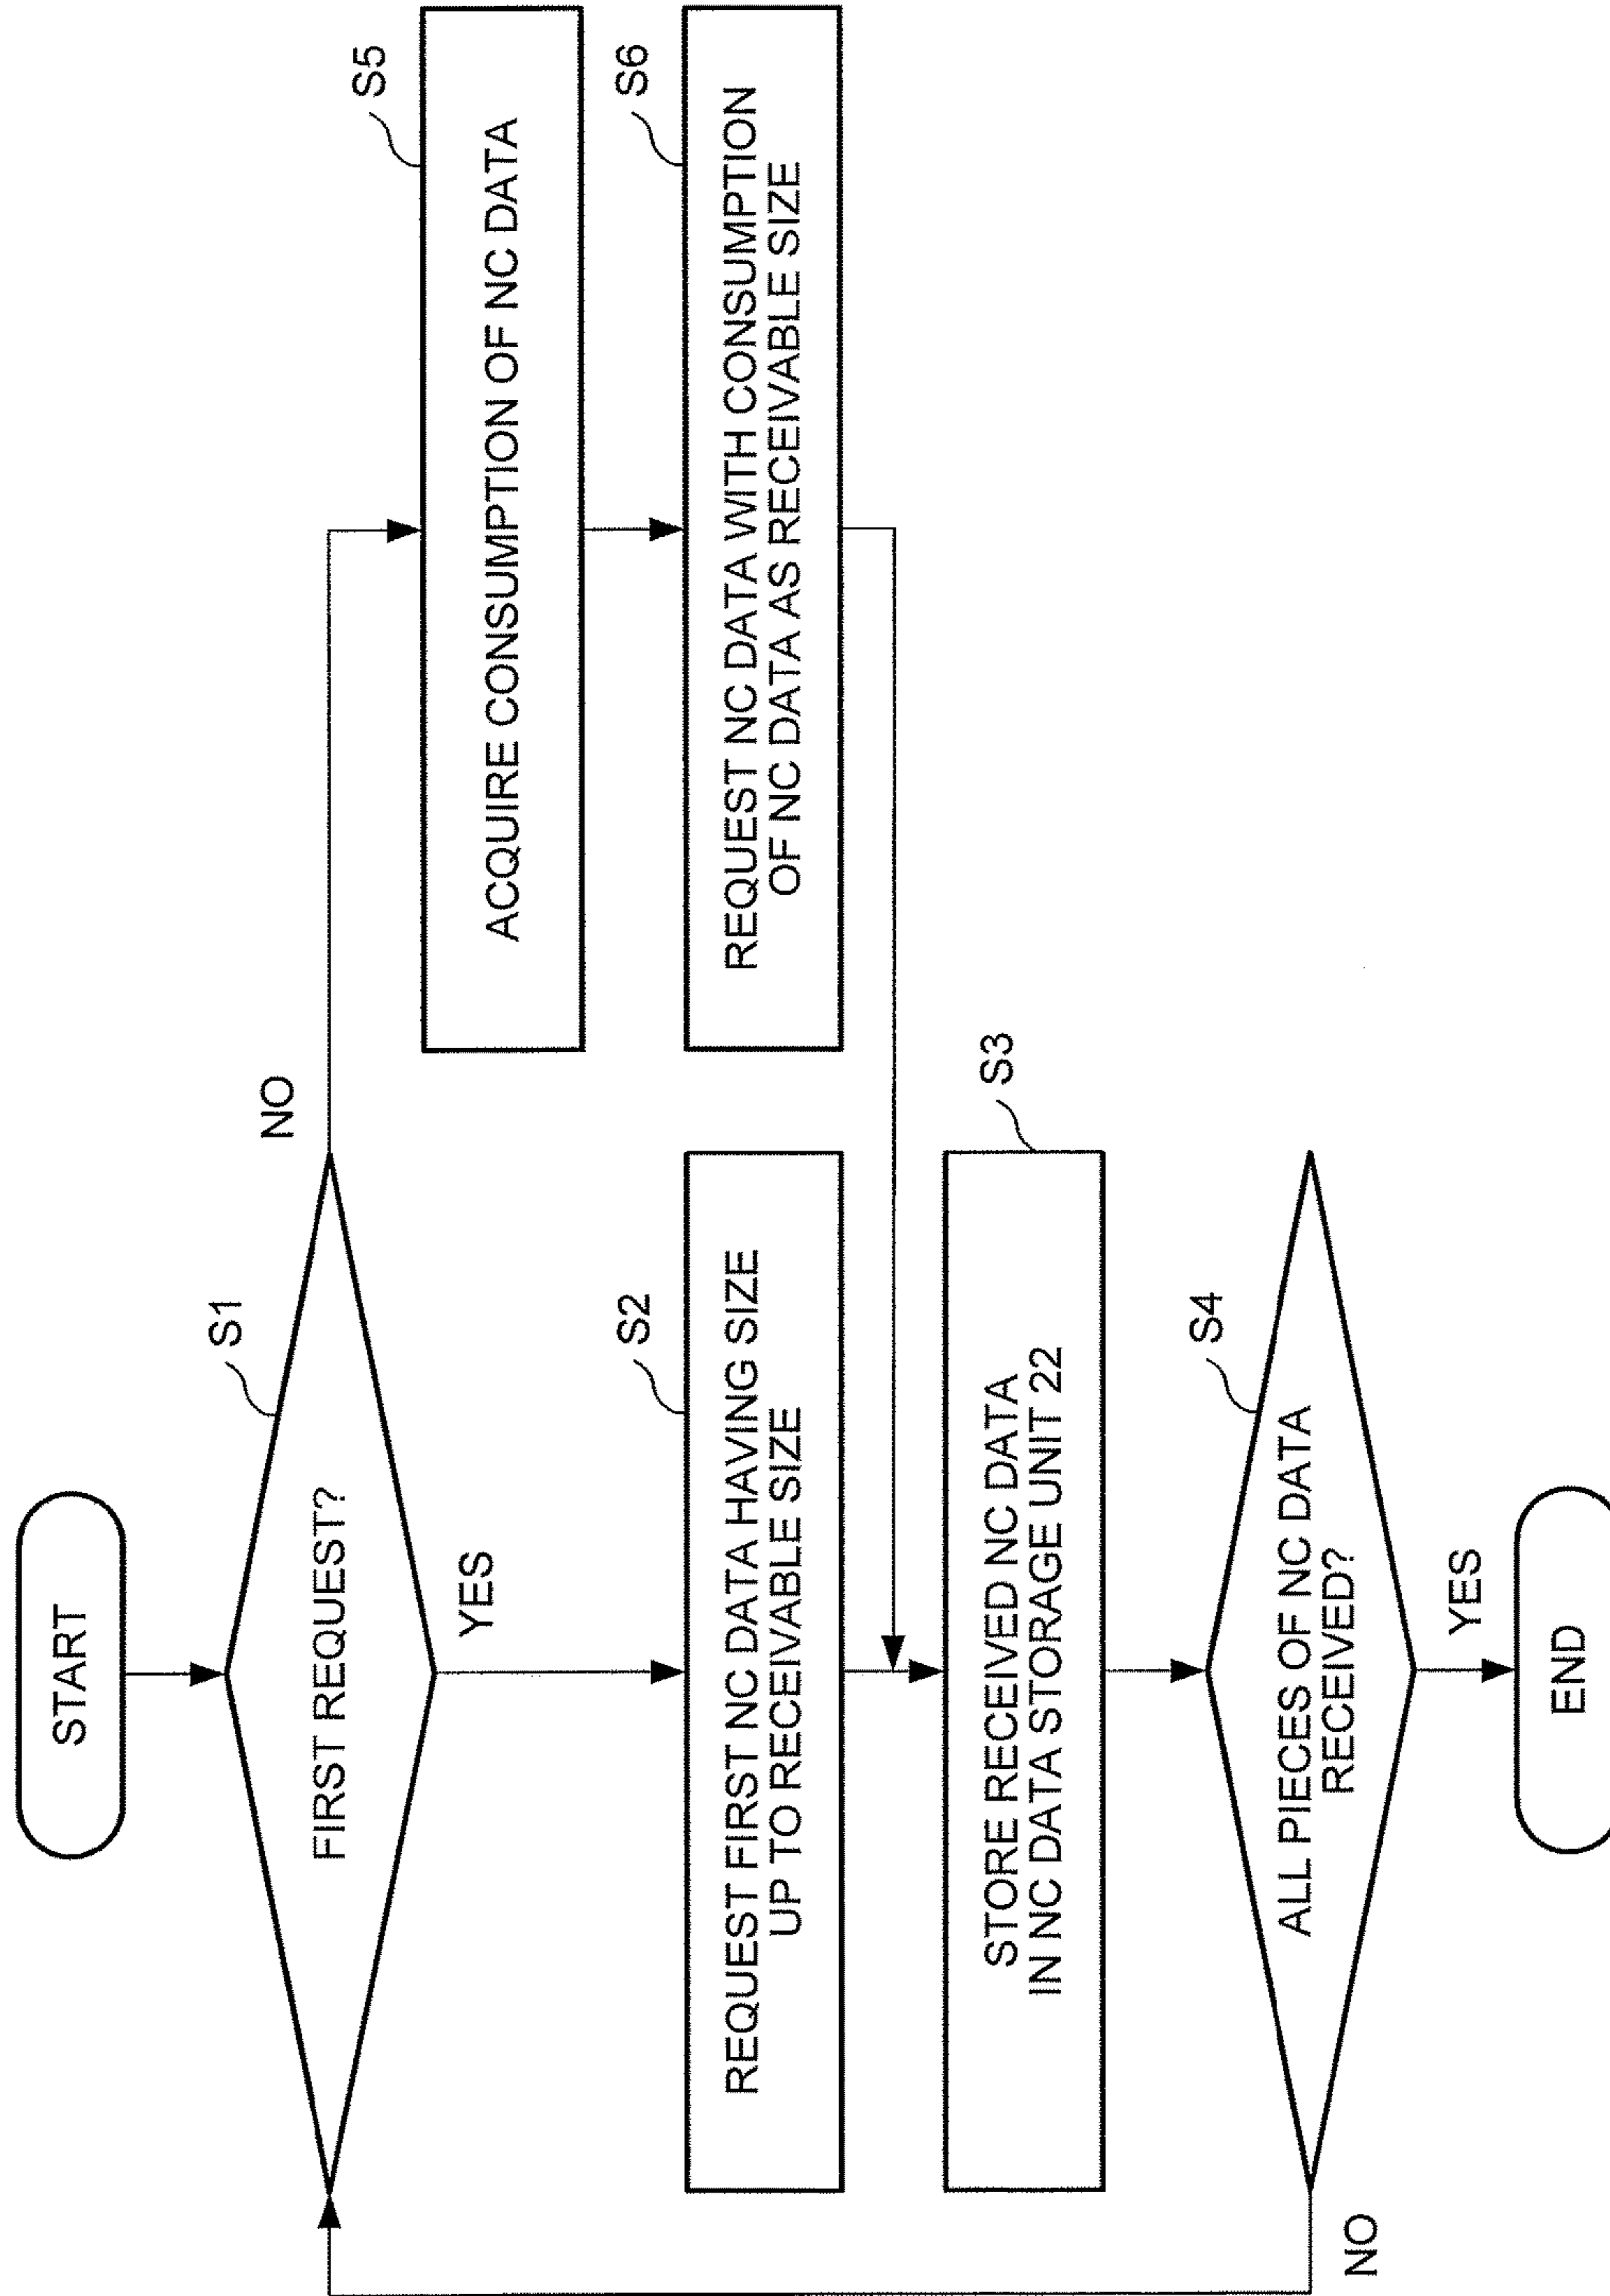 START
S1
FIRST REQUEST?
NO
YES
S2
REQUEST FIRST NC DATA HAVING SIZE
UP TO RECEIVABLE SIZE
S5
ACQUIRE CONSUMPTION OF NC DATA
S6
REQUEST NC DATA WITH CONSUMPTION
OF NC DATA AS RECEIVABLE SIZE
S3
STORE RECEIVED NC DATA
IN NC DATA STORAGE UNIT 22
S4
ALL PIECES OF NC DATA
RECEIVED?
NO
YES
END